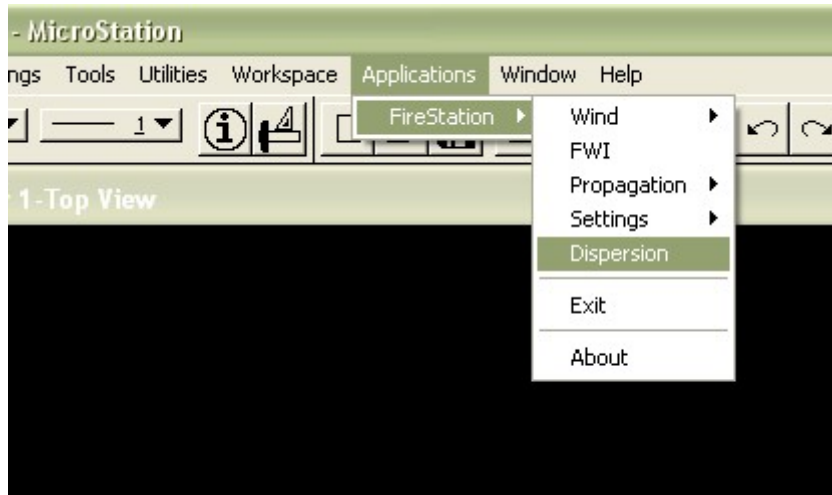 - MicroStation
ngs Tools Utilities Workspace Applications Window Help
1
FireStation
Wind
FWI
Propagation
Settings
Dispersion
Exit
About
1-Top View